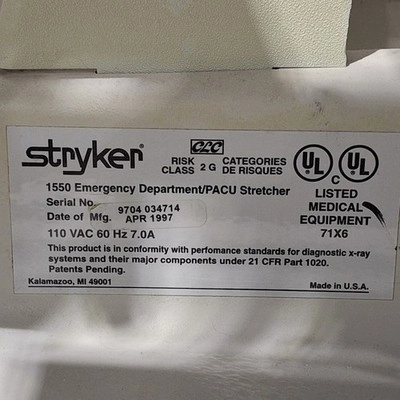 stryker
CLC
RISK 2 G CATEGORIES
CLASS DE RISQUES
UL UL
C
LISTED
MEDICAL
EQUIPMENT
71X6
1550 Emergency Department/PACU Stretcher
Serial No. 9704 034714
Date of Mfg. APR 1997
110 VAC 60 Hz 7.0A
This product is in conformity with perfomance standards for diagnostic x-ray
systems and their major components under 21 CFR Part 1020.
Patents Pending.
Kalamazoo, MI 49001
Made in U.S.A.